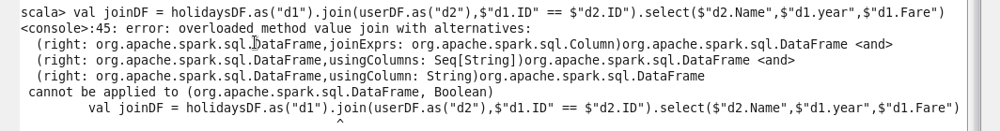 scala> val joinDF = holidaysDF.as("d1").join(userDF.as("d2"),$"d1.ID" == $"d2.ID").select($"d2.Name",$"d1.year",$"d1.Fare")
<console>:45: error: overloaded method value join with alternatives:
  (right: org.apache.spark.sql.DataFrame,joinExprs: org.apache.spark.sql.Column)org.apache.spark.sql.DataFrame <and>
  (right: org.apache.spark.sql.DataFrame,usingColumns: Seq[String])org.apache.spark.sql.DataFrame <and>
  (right: org.apache.spark.sql.DataFrame,usingColumn: String)org.apache.spark.sql.DataFrame
 cannot be applied to (org.apache.spark.sql.DataFrame, Boolean)
         val joinDF = holidaysDF.as("d1").join(userDF.as("d2"),$"d1.ID" == $"d2.ID").select($"d2.Name",$"d1.year",$"d1.Fare")
                                          ^